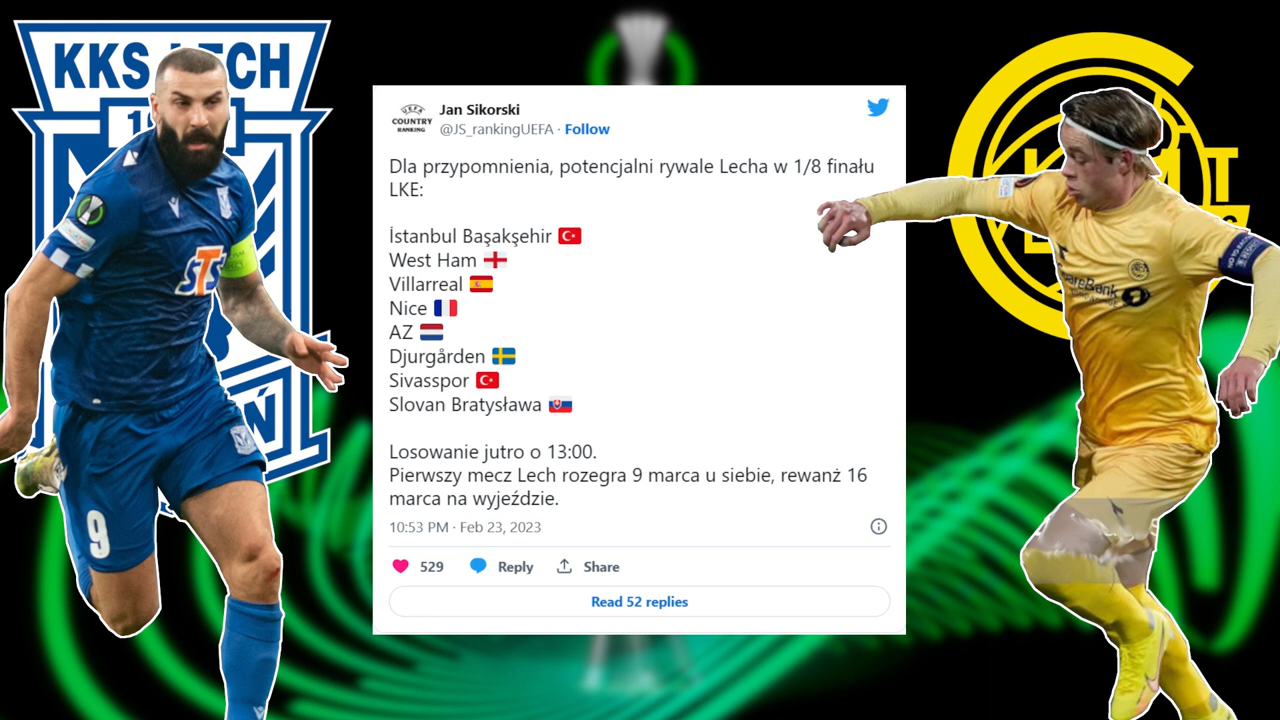 KKS LECH
Jan Sikorski
@JS_rankingUEFA · Follow
UEFA
COUNTRY
RANKING
Dla przypomnienia, potencjalni rywale Lecha w 1/8 finału
LKE:
İstanbul Başakşehir 🇹🇷
West Ham 🏴󠁧󠁢󠁥󠁮󠁧󠁿
Villarreal 🇪🇸
Nice 🇫🇷
AZ 🇳🇱
Djurgården 🇸🇪
Sivasspor 🇹🇷
Slovan Bratysława 🇸🇰
Losowanie jutro o 13:00.
Pierwszy mecz Lech rozegra 9 marca u siebie, rewanż 16
marca na wyjeździe.
10:53 PM · Feb 23, 2023
529 Reply Share
Read 52 replies
STS
9